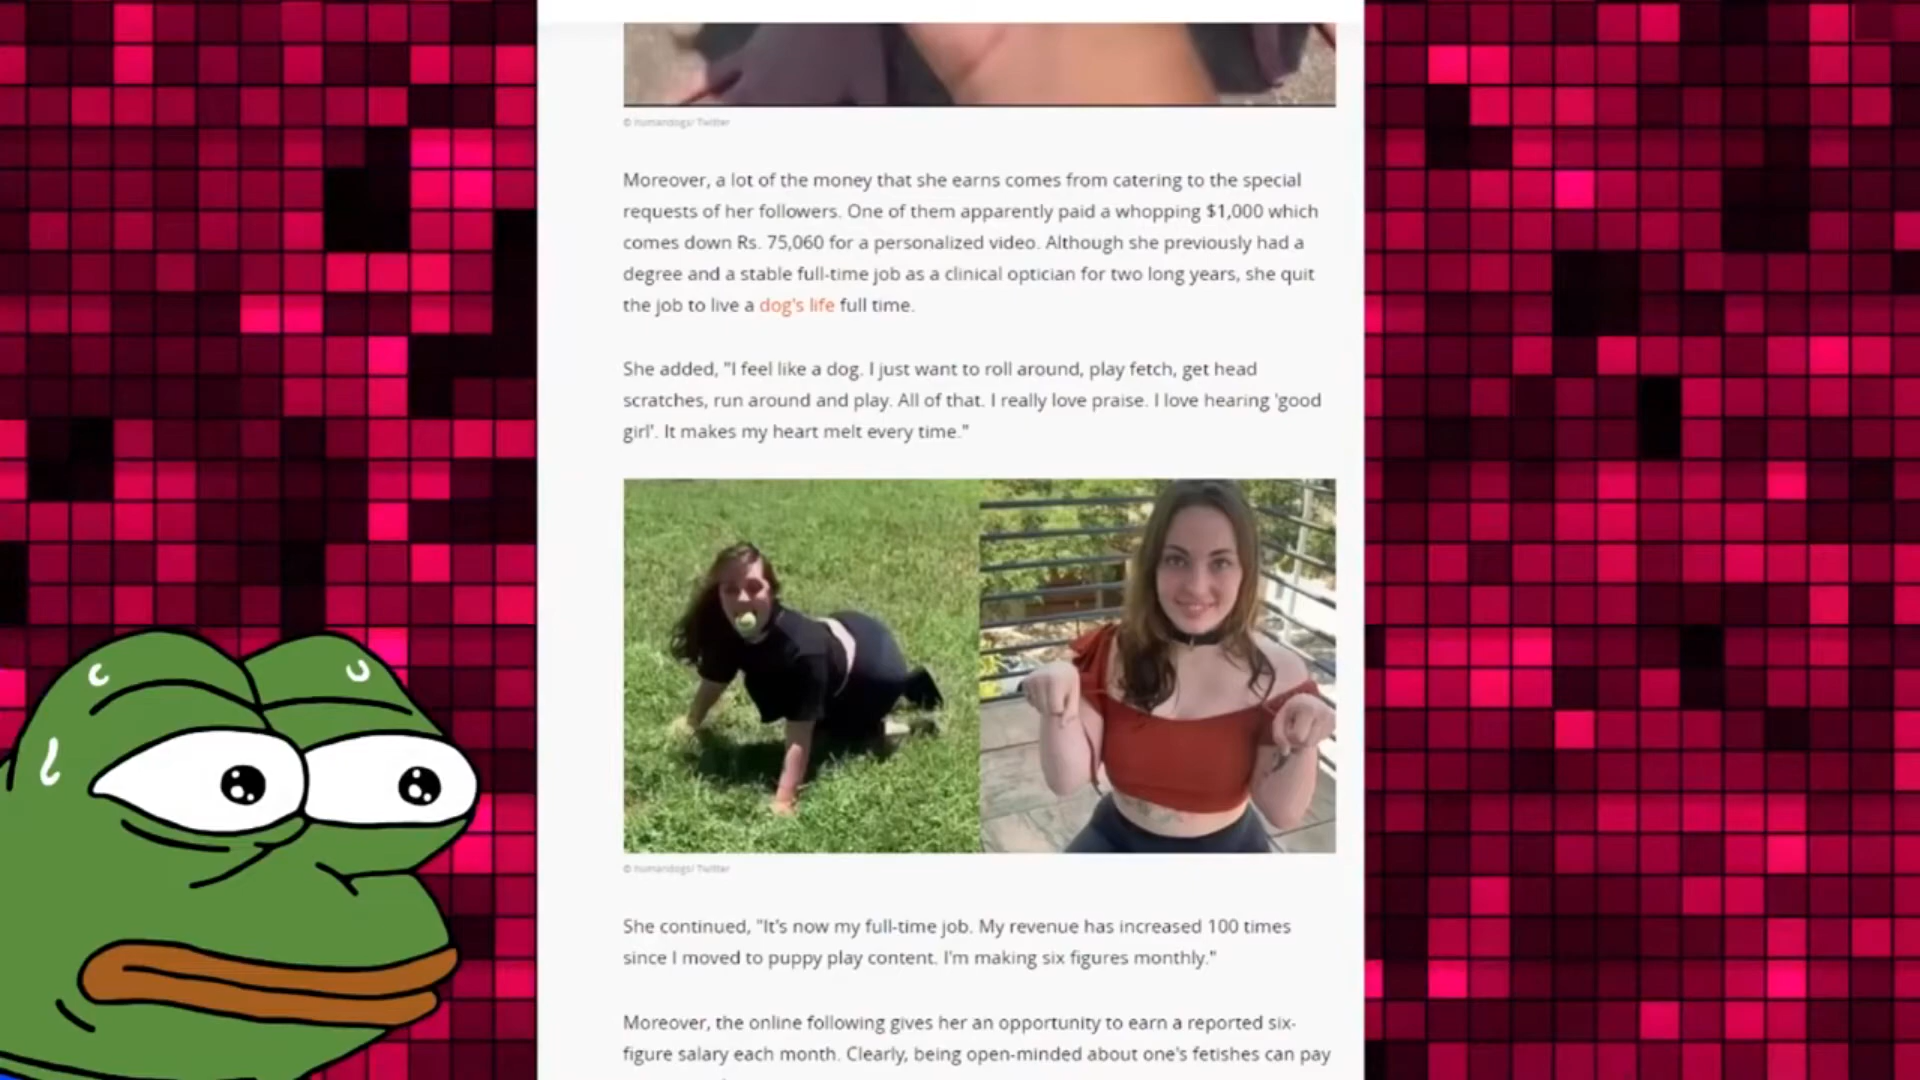 © humandogs/ Twitter
Moreover, a lot of the money that she earns comes from catering to the special
requests of her followers. One of them apparently paid a whopping $1,000 which
comes down Rs. 75,060 for a personalized video. Although she previously had a
degree and a stable full-time job as a clinical optician for two long years, she quit
the job to live a dog's life full time.
She added, "I feel like a dog. I just want to roll around, play fetch, get head
scratches, run around and play. All of that. I really love praise. I love hearing 'good
girl'. It makes my heart melt every time."
© humandogs/ Twitter
She continued, "It's now my full-time job. My revenue has increased 100 times
since I moved to puppy play content. I'm making six figures monthly."
Moreover, the online following gives her an opportunity to earn a reported six-
figure salary each month. Clearly, being open-minded about one's fetishes can pay